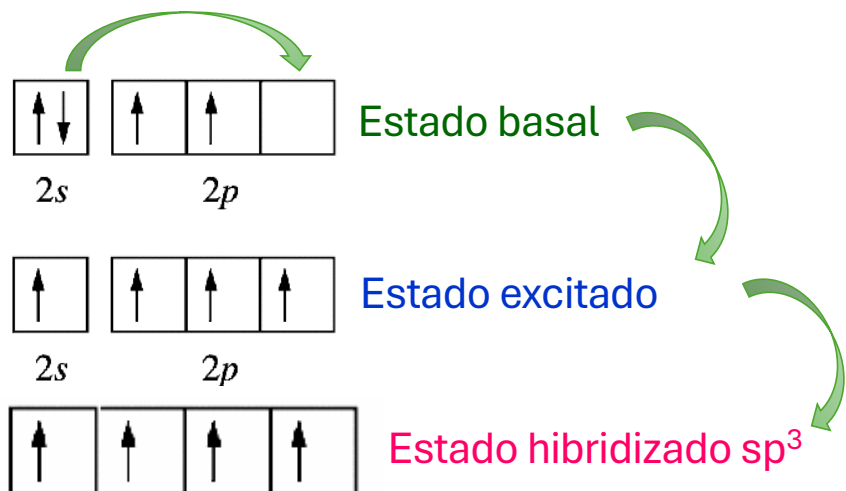 Estado basal
2s 2p
Estado excitado
2s 2p
Estado hibridizado sp³